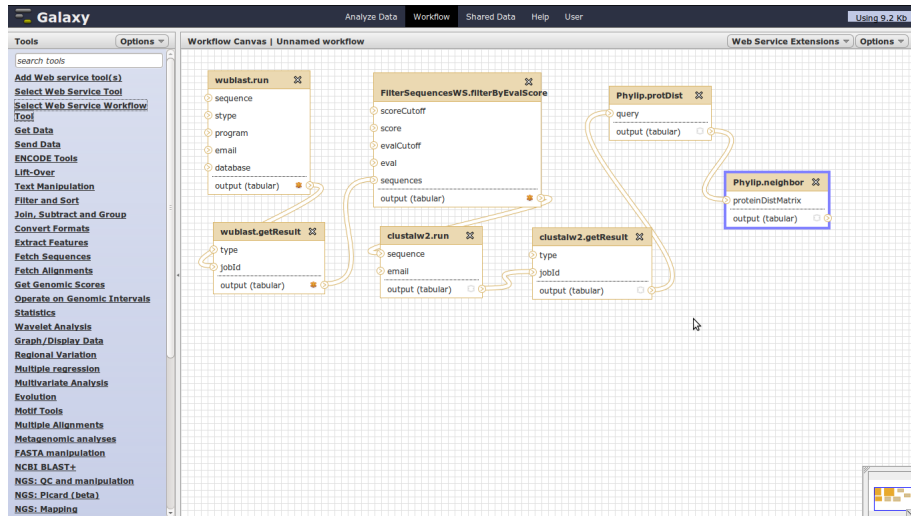 Galaxy
Analyze Data Workflow Shared Data Help User
Using 9.2 Kb
Tools Options
search tools
Add Web service tool(s)
Select Web Service Tool
Select Web Service Workflow
Tool
Get Data
Send Data
ENCODE Tools
Lift-Over
Text Manipulation
Filter and Sort
Join, Subtract and Group
Convert Formats
Extract Features
Fetch Sequences
Fetch Alignments
Get Genomic Scores
Operate on Genomic Intervals
Statistics
Wavelet Analysis
Graph/Display Data
Regional Variation
Multiple regression
Multivariate Analysis
Evolution
Motif Tools
Multiple Alignments
Metagenomic analyses
FASTA manipulation
NCBI BLAST+
NGS: QC and manipulation
NGS: Picard (beta)
NGS: Mapping
Workflow Canvas | Unnamed workflow
Web Service Extensions Options
wublast.run
sequence
stype
program
email
database
output (tabular)
wublast.getResult
type
jobId
output (tabular)
FilterSequencesWS.filterByEvalScore
scoreCutoff
score
evalCutoff
eval
sequences
output (tabular)
clustalw2.run
sequence
email
output (tabular)
clustalw2.getResult
type
jobId
output (tabular)
Phylip.protDist
query
output (tabular)
Phylip.neighbor
proteinDistMatrix
output (tabular)